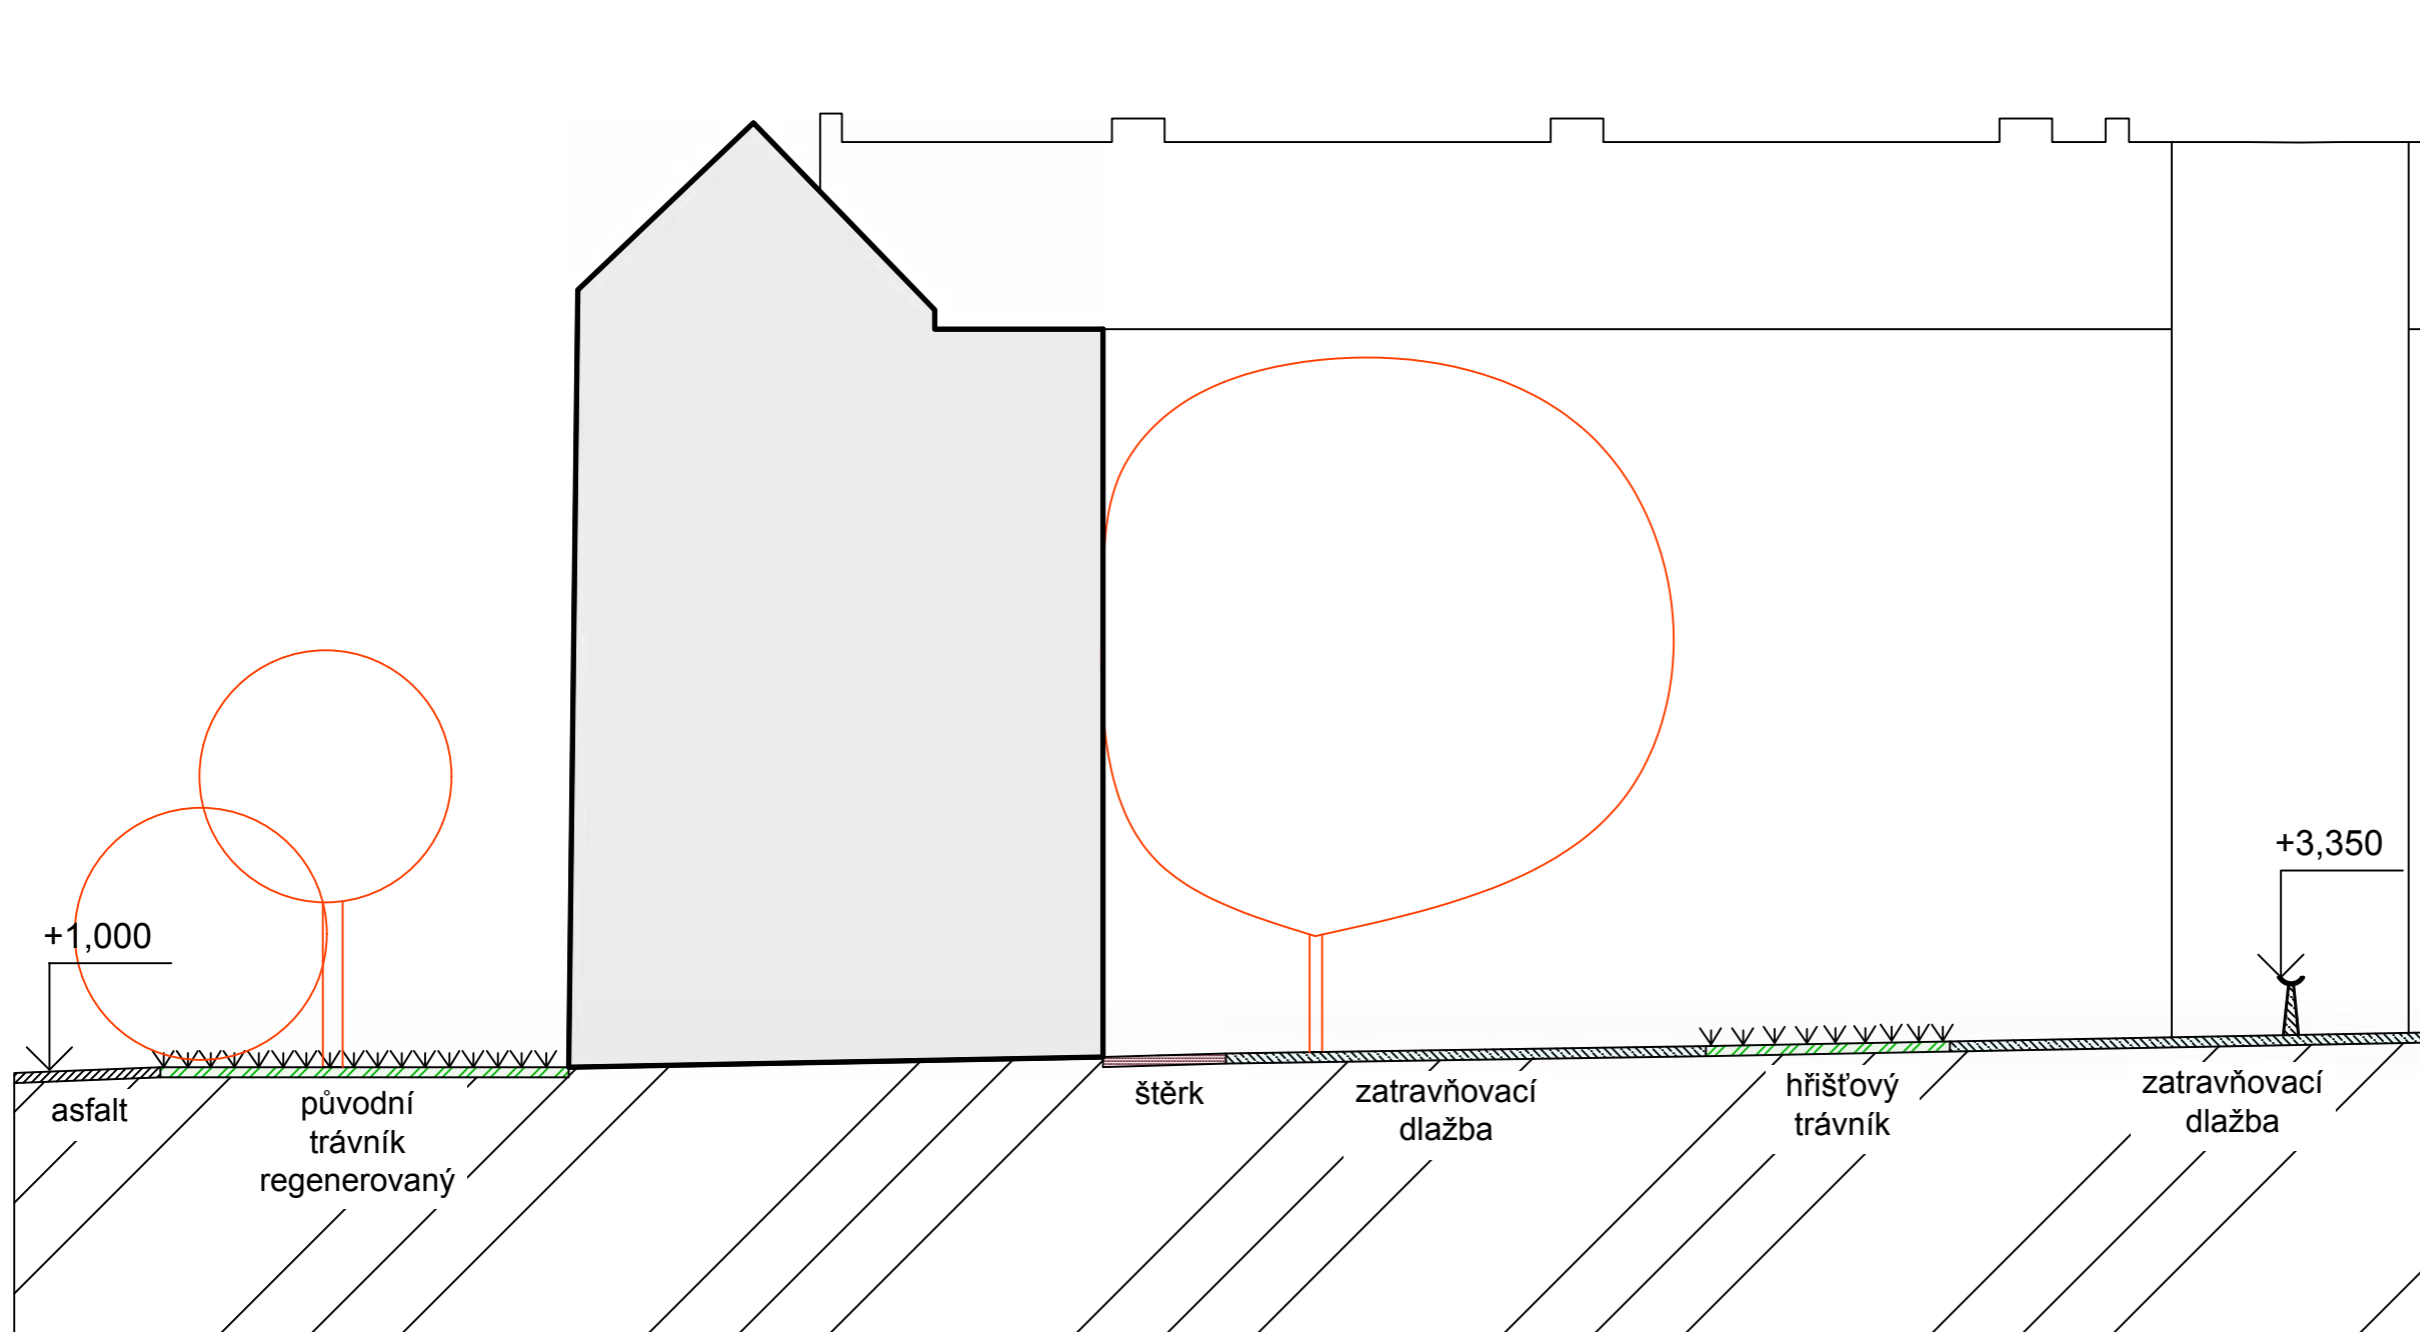 +3,350
+1,000
asfalt
původní
trávník
regenerovaný
štěrk
zatravňovací
dlažba
hřišťový
trávník
zatravňovací
dlažba